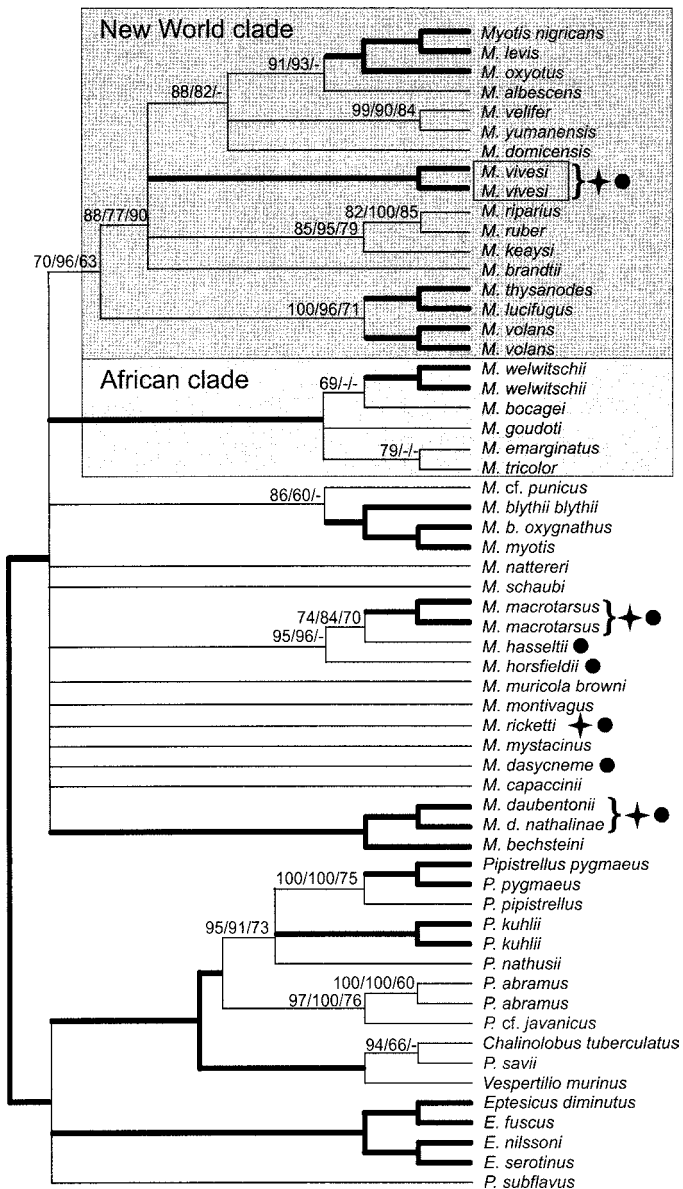 New World clade
Myotis nigricans
M. levis
91/93/-
M. oxyotus
88/82/-
M. albescens
99/90/84
M. velifer
M. yumanensis
M. domicensis
M. vivesi
M. vivesi
88/77/90
82/100/85
M. riparius
85/95/79
M. ruber
M. keaysi
70/96/63
M. brandtii
M. thysanodes
100/96/71
M. lucifugus
M. volans
M. volans
African clade
M. welwitschii
69/-/-
M. welwitschii
M. bocagei
M. goudoti
79/-/-
M. emarginatus
M. tricolor
86/60/-
M. cf. punicus
M. blythii blythii
M. b. oxygnathus
M. myotis
M. nattereri
M. schaubi
M. macrotarsus
74/84/70
M. macrotarsus
95/96/-
M. hasseltii
M. horsfieldii
M. muricola browni
M. montivagus
M. ricketti
M. mystacinus
M. dasycneme
M. capaccinii
M. daubentonii
M. d. nathalinae
M. bechsteini
Pipistrellus pygmaeus
100/100/75
P. pygmaeus
P. pipistrellus
95/91/73
P. kuhlii
P. kuhlii
P. nathusii
100/100/60
P. abramus
97/100/76
P. abramus
P. cf. javanicus
94/66/-
Chalinolobus tuberculatus
P. savii
Vespertilio murinus
Eptesicus diminutus
E. fuscus
E. nilssoni
E. serotinus
P. subflavus